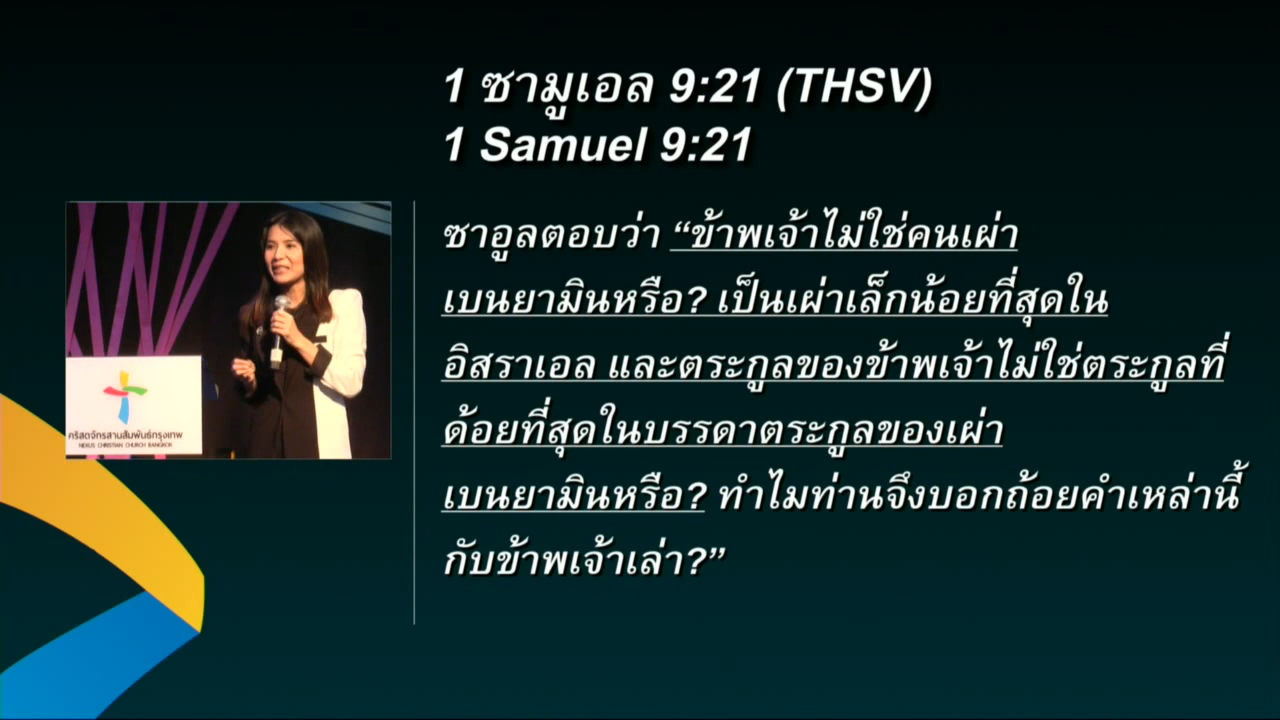 1 ซามูเอล 9:21 (THSV)
1 Samuel 9:21
ซาอูลตอบว่า “ข้าพเจ้าไม่ใช่คนเผ่า
เบนยามินหรือ? เป็นเผ่าเล็กน้อยที่สุดใน
อิสราเอล และตระกูลของข้าพเจ้าไม่ใช่ตระกูลที่
ด้อยที่สุดในบรรดาตระกูลของเผ่า
เบนยามินหรือ? ทำไมท่านจึงบอกถ้อยคำเหล่านี้
กับข้าพเจ้าเล่า?”
คริสตจักรสานสัมพันธ์กรุงเทพ
NEXUS CHRISTIAN CHURCH BANGKOK